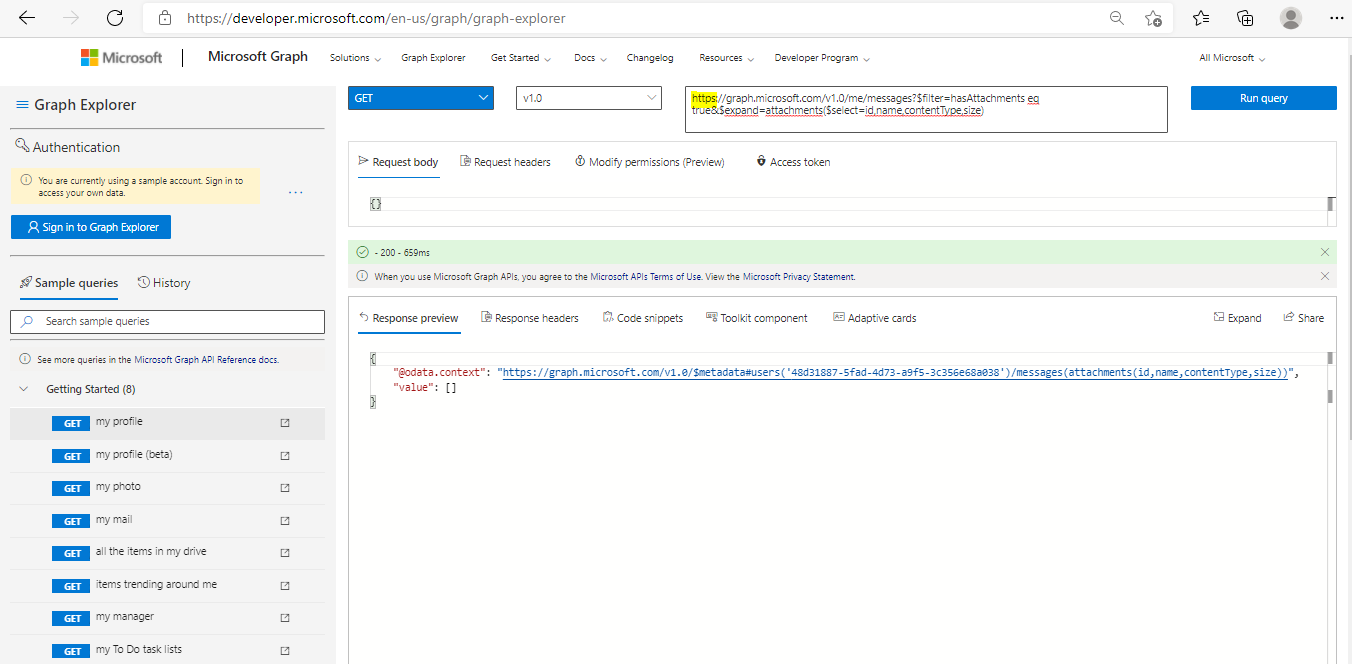 https://developer.microsoft.com/en-us/graph/graph-explorer
Microsoft
Microsoft Graph
Solutions
Graph Explorer
Get Started
Docs
Changelog
Resources
Developer Program
All Microsoft
Graph Explorer
Authentication
You are currently using a sample account. Sign in to
access your own data.
...
Sign in to Graph Explorer
Sample queries
History
Search sample queries
See more queries in the Microsoft Graph API Reference docs.
Getting Started (8)
GET my profile
GET my profile (beta)
GET my photo
GET my mail
GET all the items in my drive
GET items trending around me
GET my manager
GET my To Do task lists
GET
v1.0
https://graph.microsoft.com/v1.0/me/messages?$filter=hasAttachments eq
true&$expand=attachments($select=id,name,contentType,size)
Run query
Request body
Request headers
Modify permissions (Preview)
Access token
{}
- 200 - 659ms
When you use Microsoft Graph APIs, you agree to the Microsoft APIs Terms of Use. View the Microsoft Privacy Statement.
Response preview
Response headers
Code snippets
Toolkit component
Adaptive cards
Expand
Share
{
"@odata.context": "https://graph.microsoft.com/v1.0/$metadata#users('48d31887-5fad-4d73-a9f5-3c356e68a038')/messages(attachments(id,name,contentType,size))",
"value": []
}